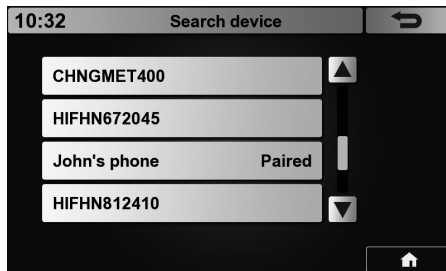 10:32 Search device
CHNGMET400
HIFHN672045
John's phone Paired
HIFHN812410